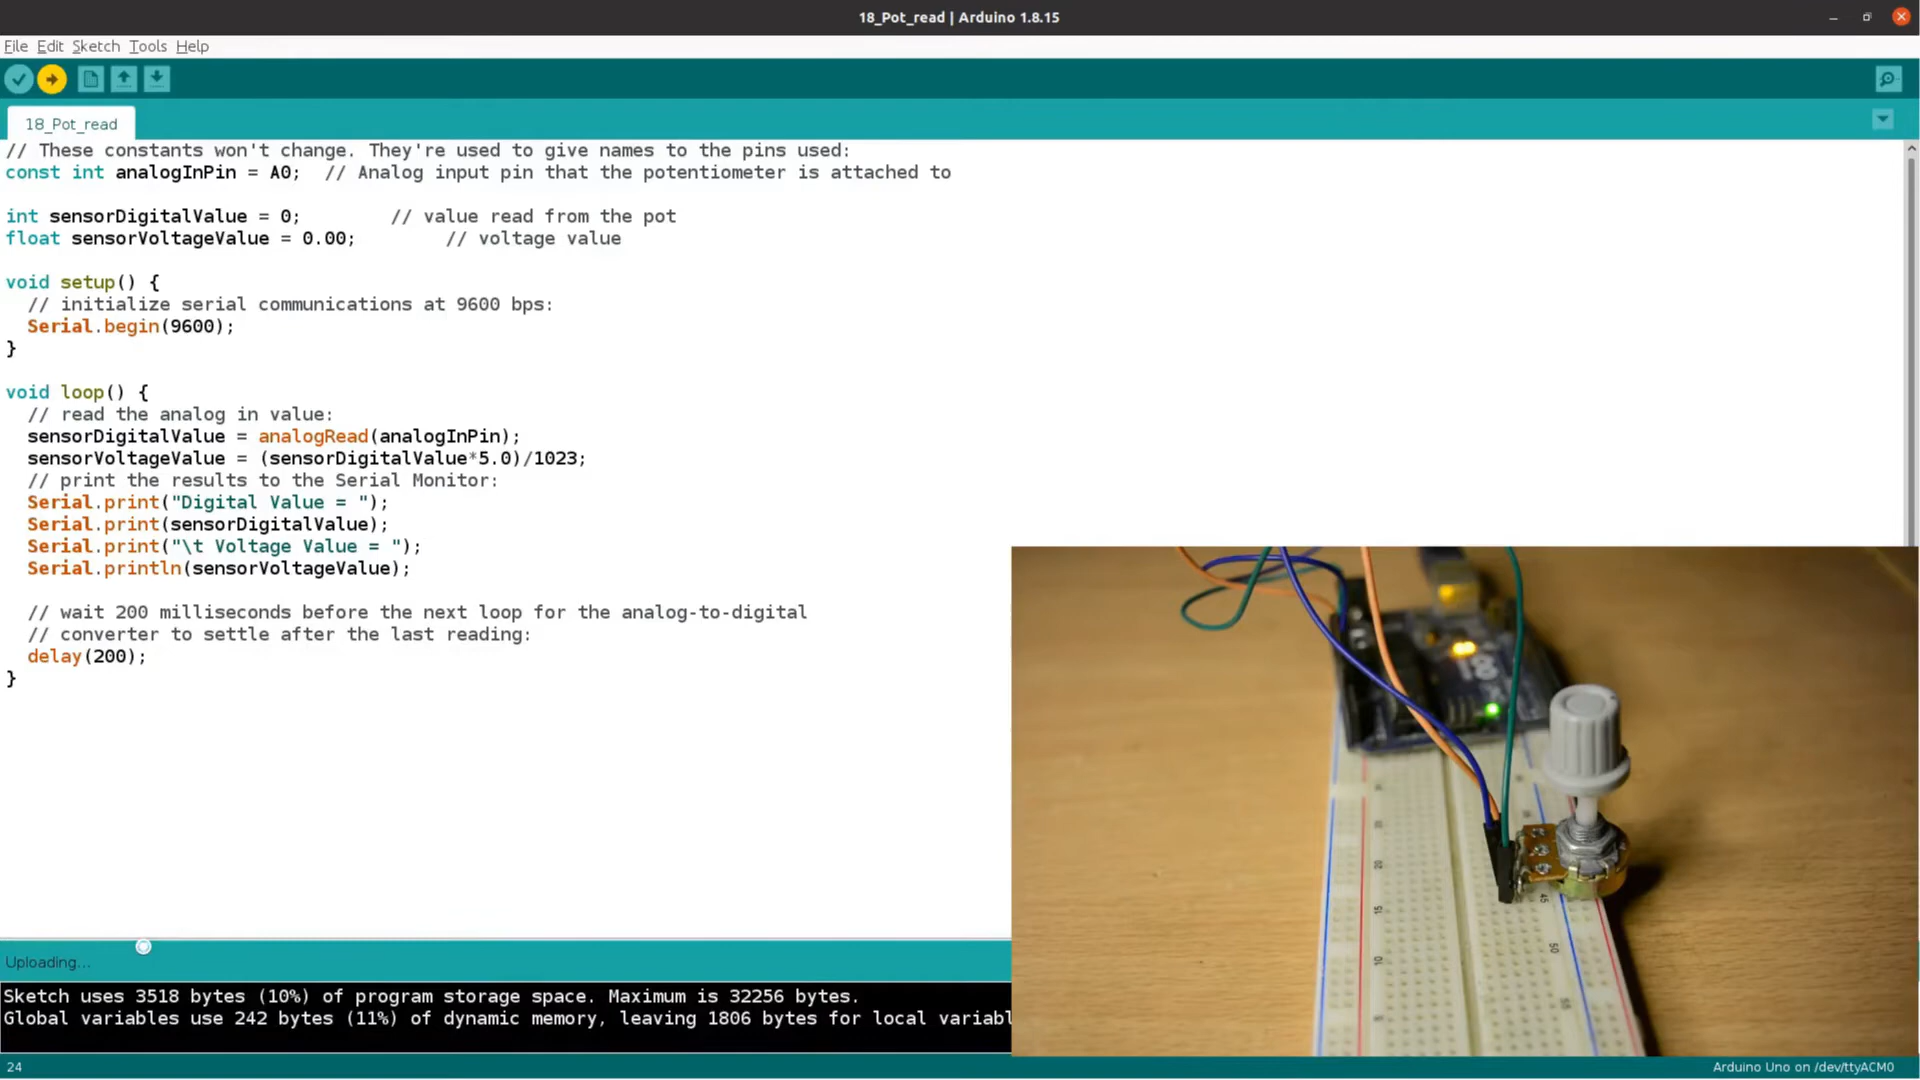 18_Pot_read | Arduino 1.8.15
File Edit Sketch Tools Help
18_Pot_read
// These constants won't change. They're used to give names to the pins used:
const int analogInPin = A0;  // Analog input pin that the potentiometer is attached to
int sensorDigitalValue = 0;        // value read from the pot
float sensorVoltageValue = 0.00;        // voltage value
void setup() {
  // initialize serial communications at 9600 bps:
  Serial.begin(9600);
}
void loop() {
  // read the analog in value:
  sensorDigitalValue = analogRead(analogInPin);
  sensorVoltageValue = (sensorDigitalValue*5.0)/1023;
  // print the results to the Serial Monitor:
  Serial.print("Digital Value = ");
  Serial.print(sensorDigitalValue);
  Serial.print("\t Voltage Value = ");
  Serial.println(sensorVoltageValue);
  // wait 200 milliseconds before the next loop for the analog-to-digital
  // converter to settle after the last reading:
  delay(200);
}
Uploading...
Sketch uses 3518 bytes (10%) of program storage space. Maximum is 32256 bytes.
Global variables use 242 bytes (11%) of dynamic memory, leaving 1806 bytes for local variabl
20
15
10
45
50
24
Arduino Uno on /dev/ttyACM0